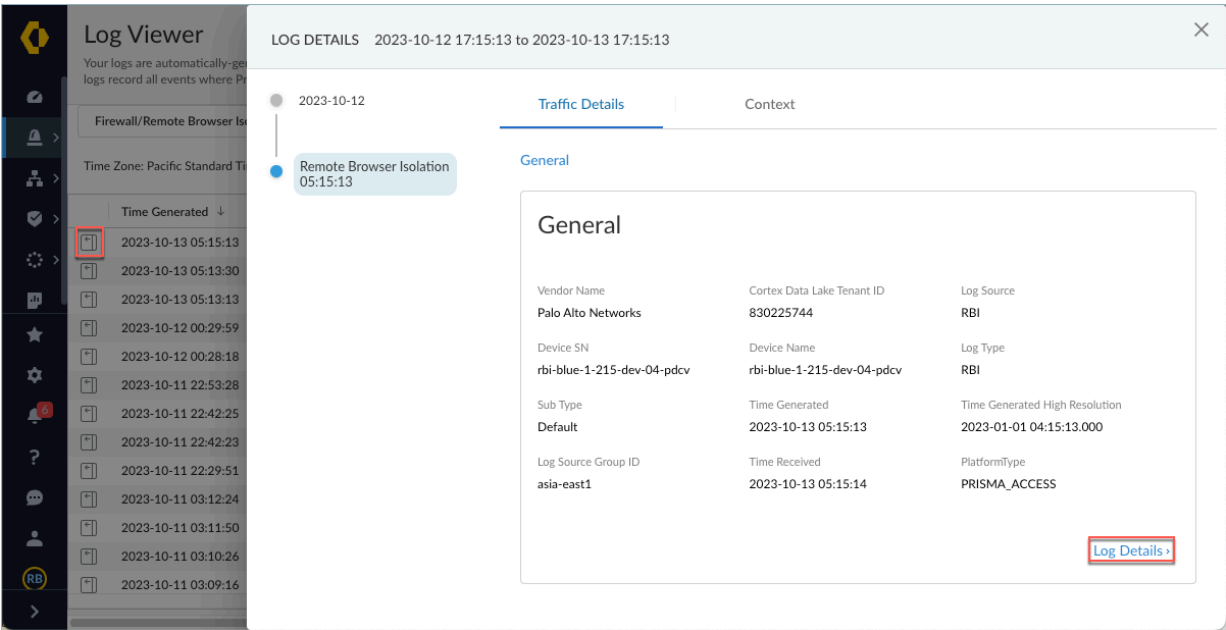 Log Viewer
Your logs are automatically-ge
logs record all events where Pr
Firewall/Remote Browser Is
Time Zone: Pacific Standard Ti
Time Generated ↓
2023-10-13 05:15:13
2023-10-13 05:13:30
2023-10-13 05:13:13
2023-10-12 00:29:59
2023-10-12 00:28:18
2023-10-11 22:53:28
2023-10-11 22:42:25
2023-10-11 22:42:23
2023-10-11 22:29:51
2023-10-11 03:12:24
2023-10-11 03:11:50
2023-10-11 03:10:26
2023-10-11 03:09:16
6
RB
LOG DETAILS 2023-10-12 17:15:13 to 2023-10-13 17:15:13
2023-10-12
Remote Browser Isolation
05:15:13
Traffic Details
Context
General
General
Vendor Name
Palo Alto Networks
Cortex Data Lake Tenant ID
830225744
Log Source
RBI
Device SN
rbi-blue-1-215-dev-04-pdcv
Device Name
rbi-blue-1-215-dev-04-pdcv
Log Type
RBI
Sub Type
Default
Time Generated
2023-10-13 05:15:13
Time Generated High Resolution
2023-01-01 04:15:13.000
Log Source Group ID
asia-east1
Time Received
2023-10-13 05:15:14
PlatformType
PRISMA_ACCESS
Log Details ›